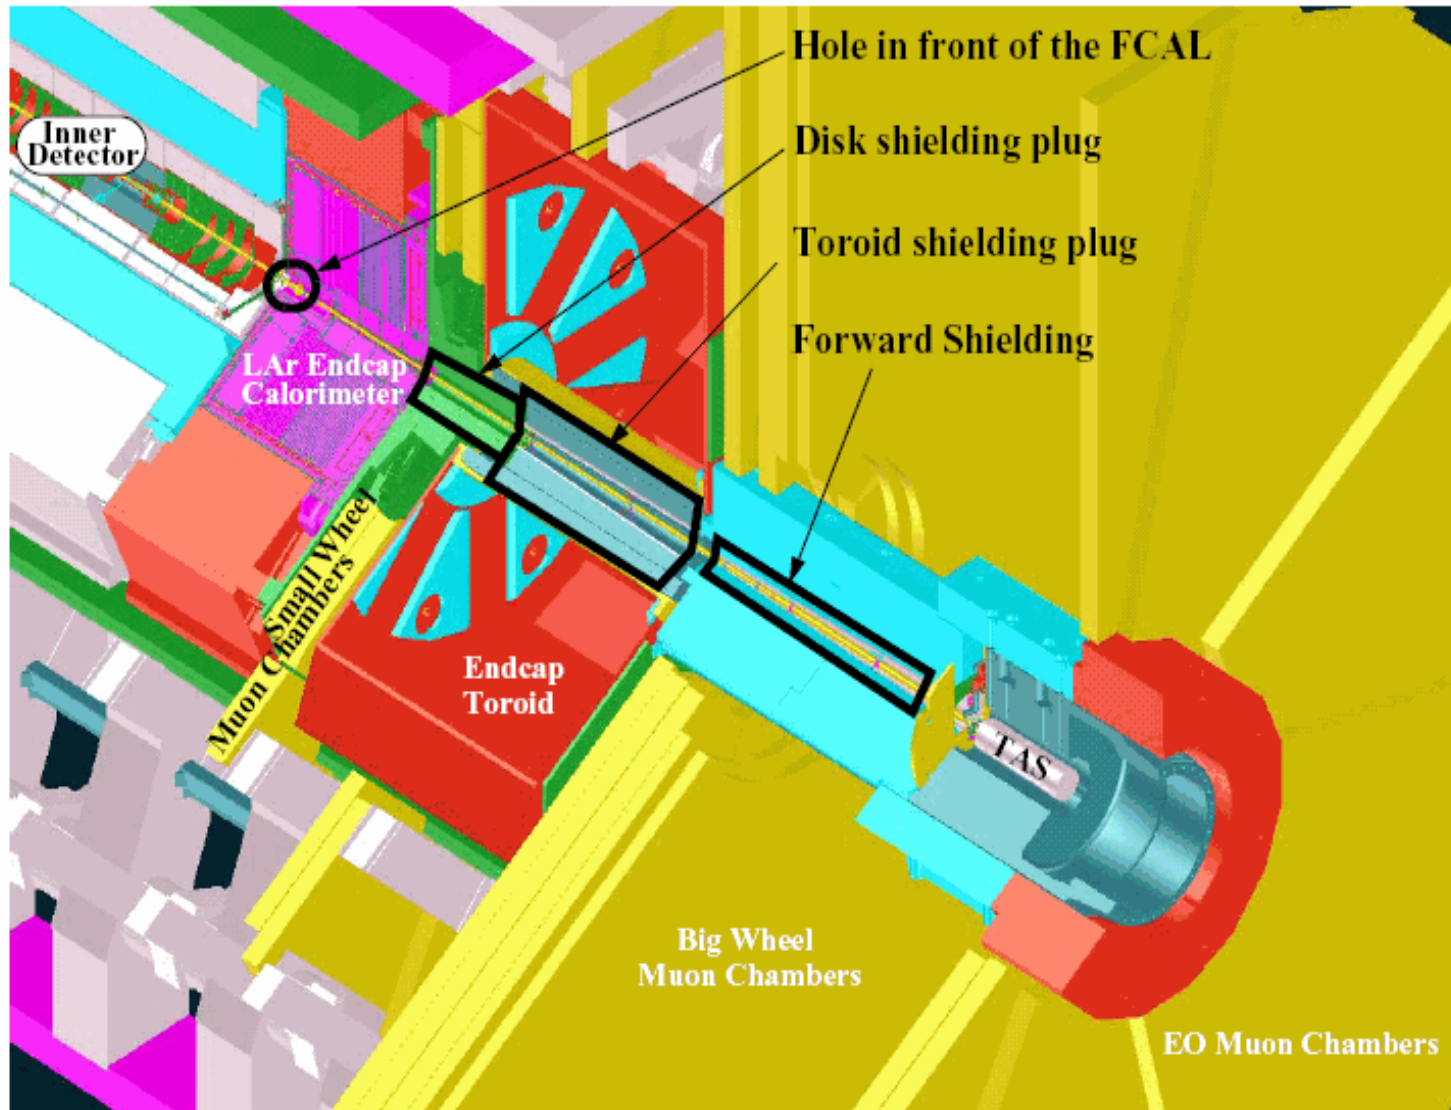 Hole in front of the FCAL
Disk shielding plug
Toroid shielding plug
Forward Shielding
Inner
Detector
LAr Endcap
Calorimeter
Small Wheel
Muon Chambers
Endcap
Toroid
TAS
Big Wheel
Muon Chambers
EO Muon Chambers